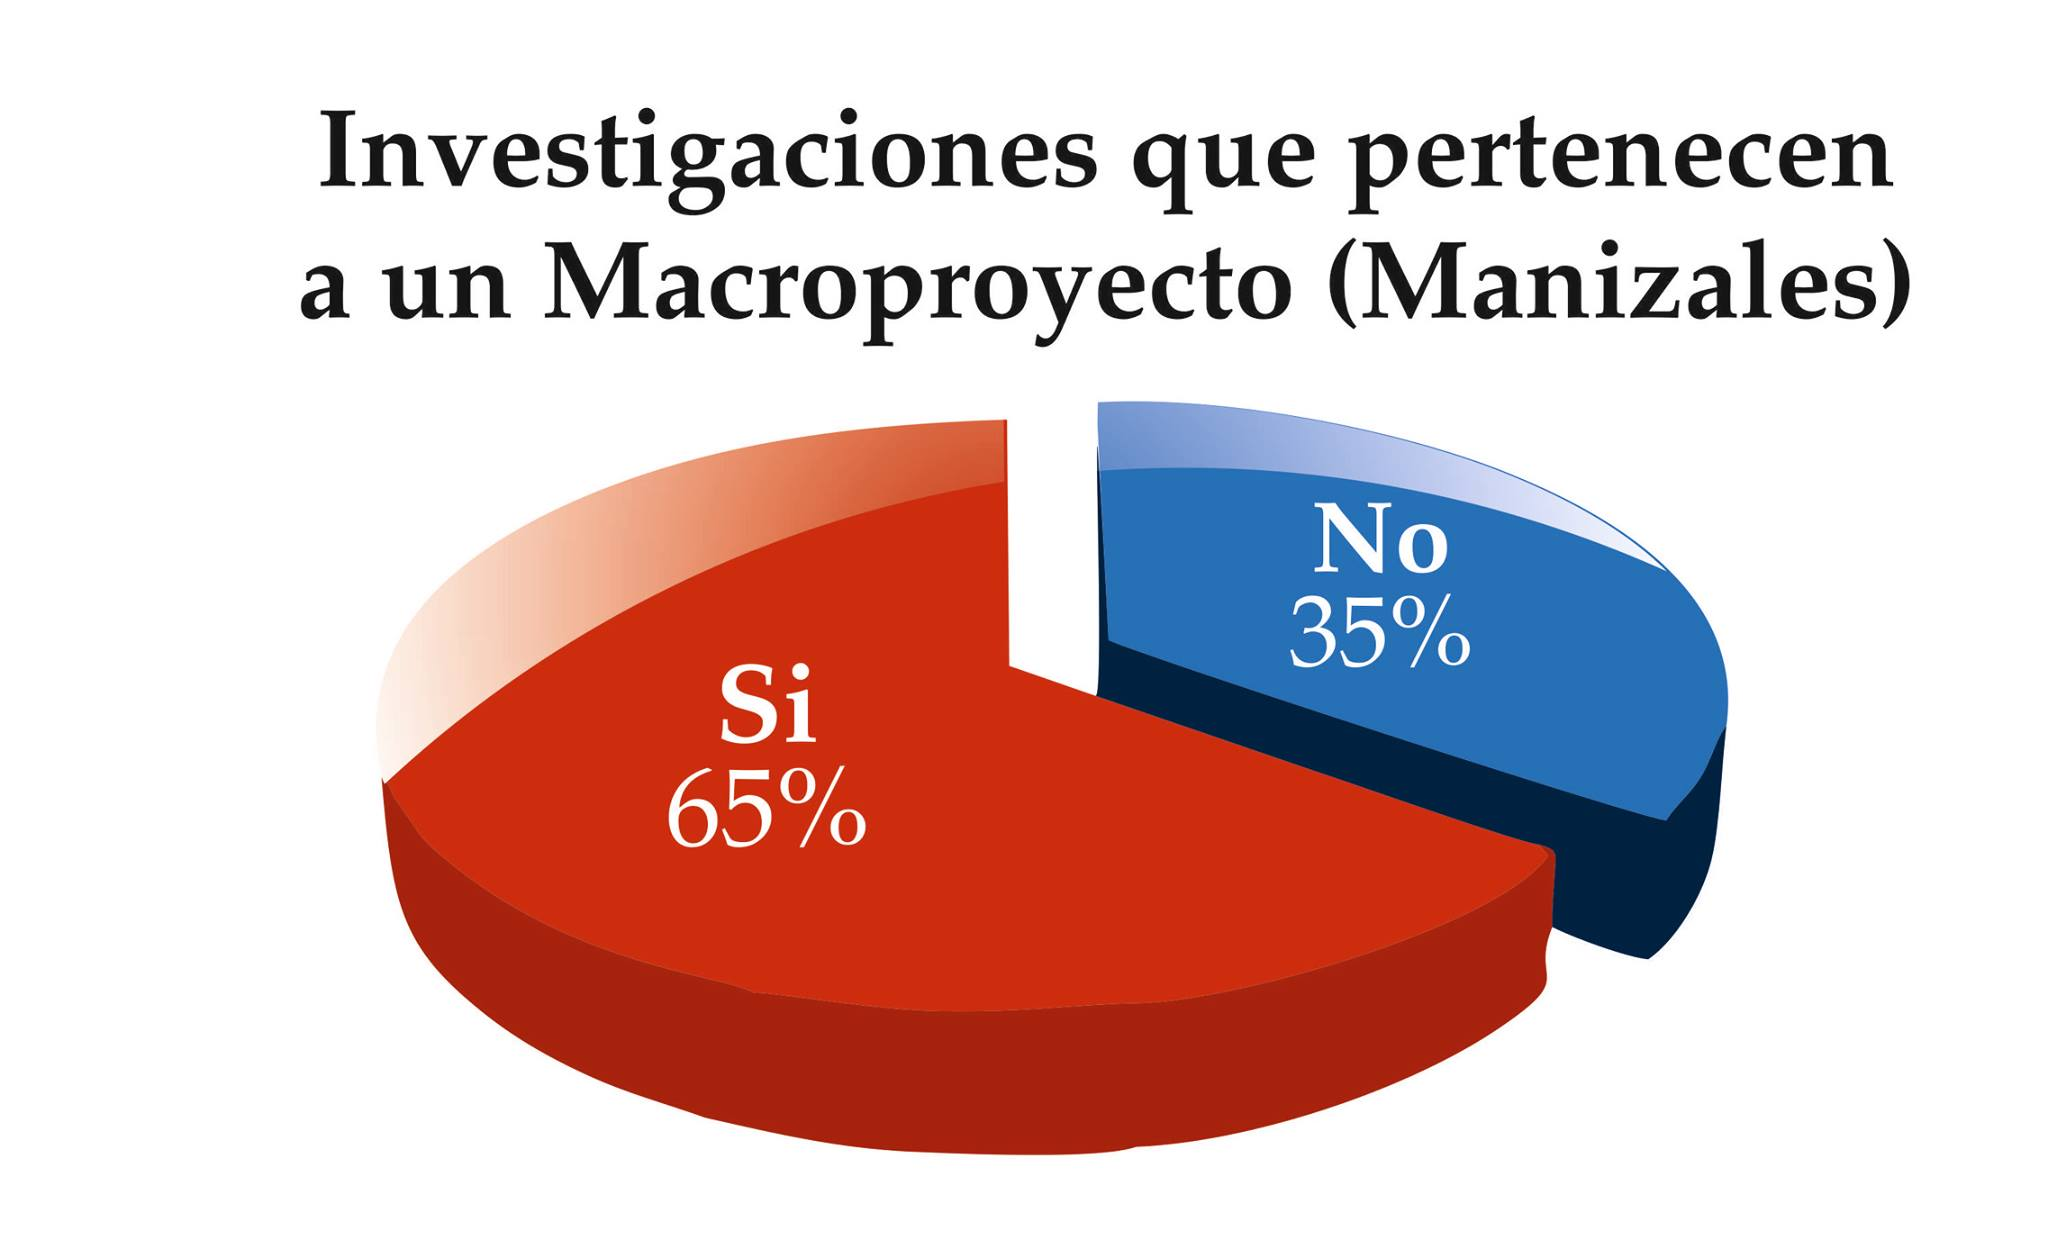 Investigaciones que pertenecen
a un Macroproyecto (Manizales)
No
35%
Si
65%